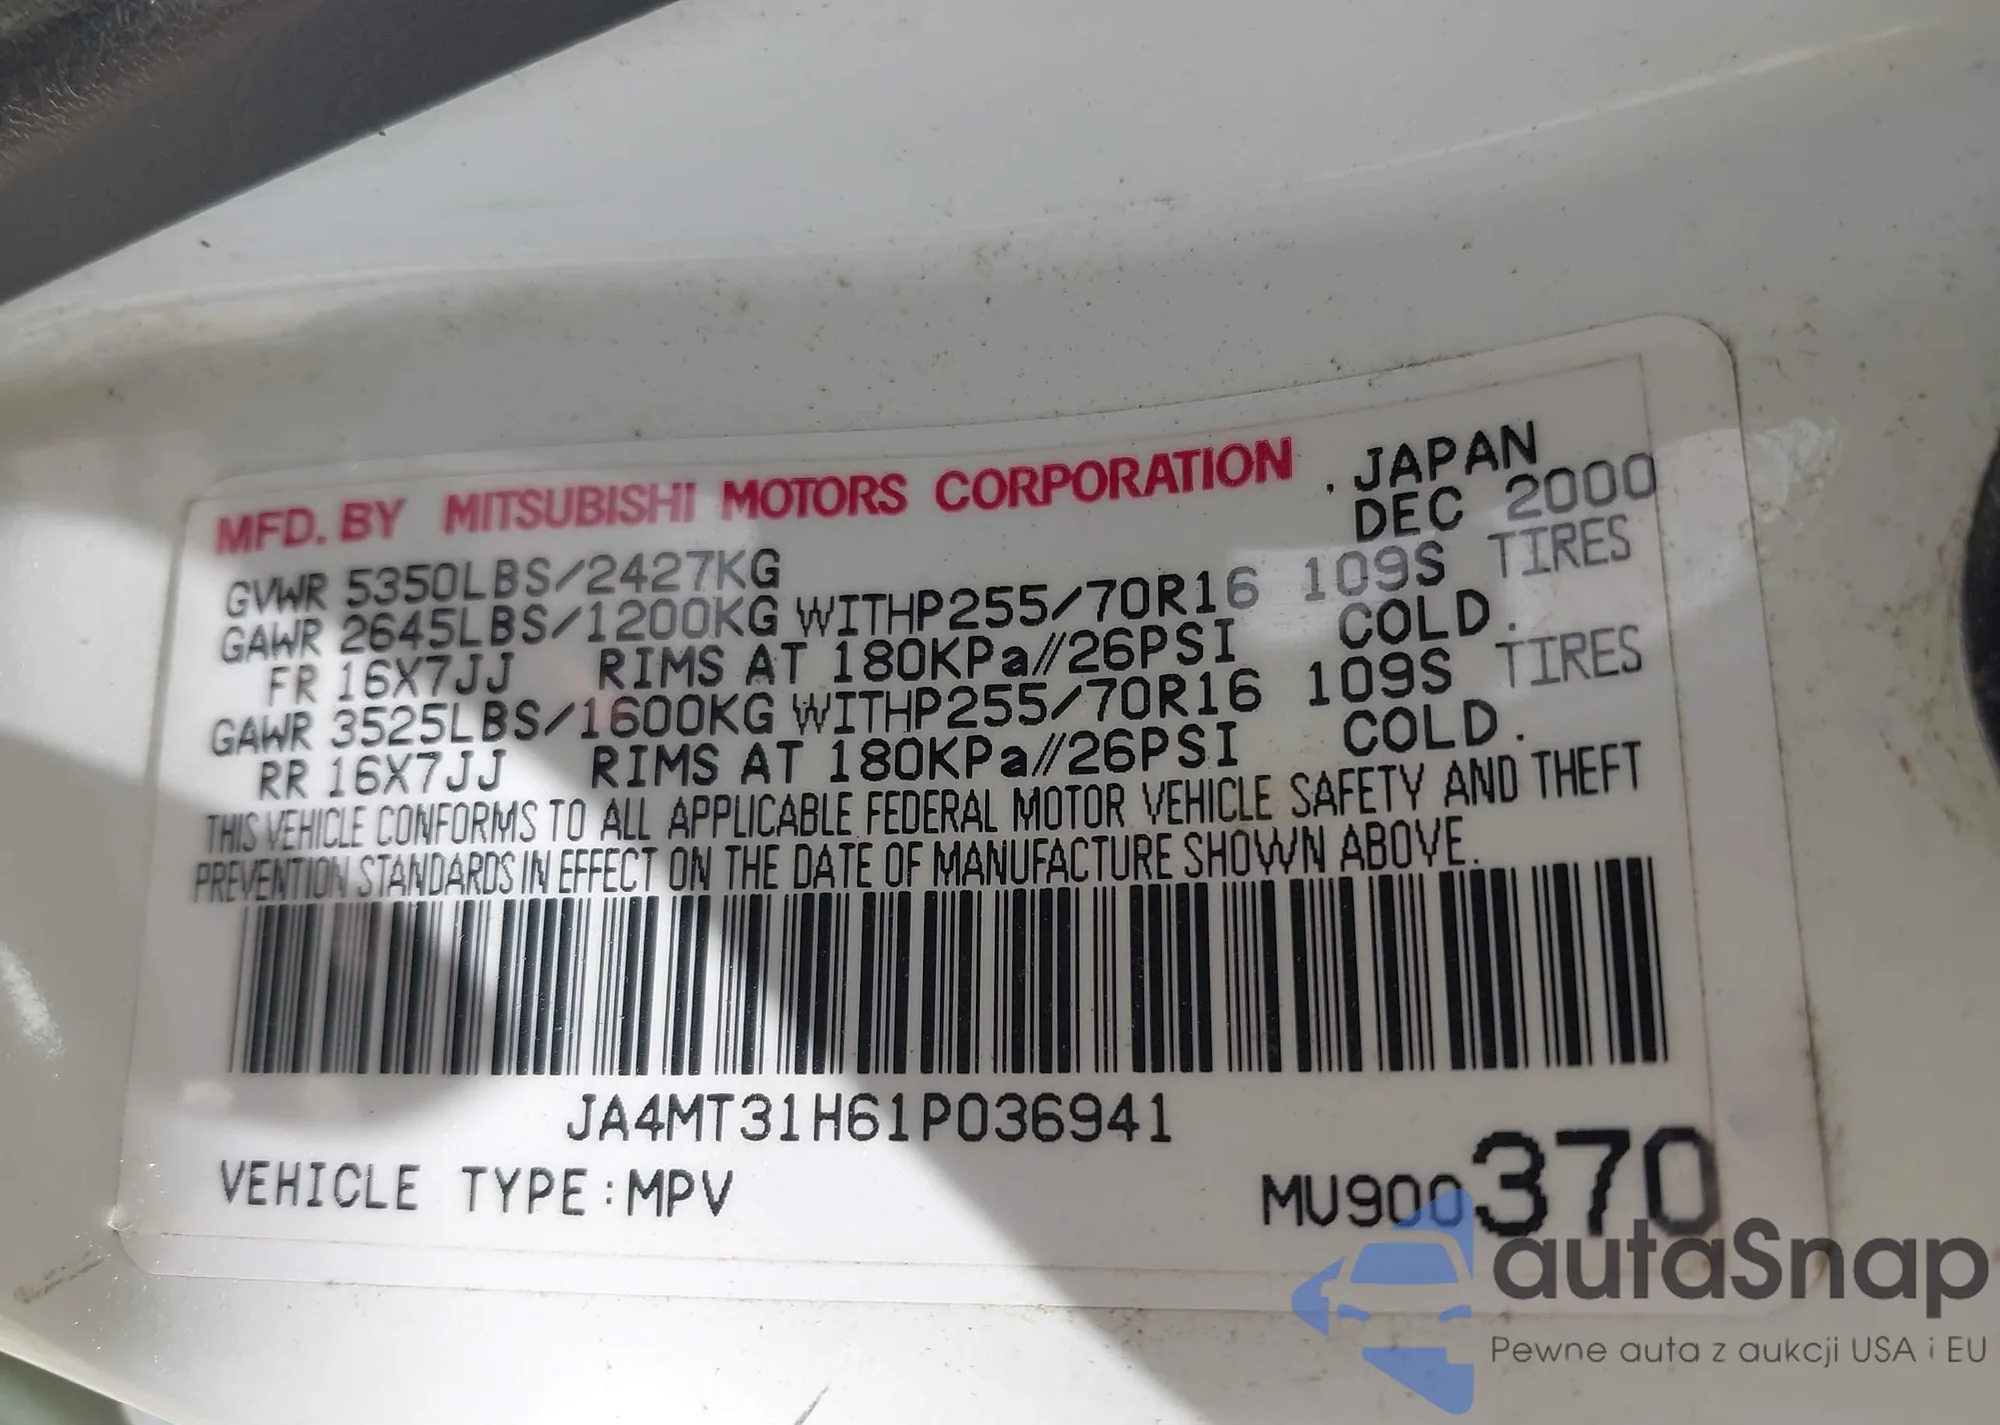 MFD. BY MITSUBISHI MOTORS CORPORATION . JAPAN
DEC 2000
GVWR 5350LBS/2427KG
GAWR 2645LBS/1200KG WITHP255/70R16 109S TIRES
FR 16X7JJ RIMS AT 180KPa//26PSI COLD.
GAWR 3525LBS/1600KG WITHP255/70R16 109S TIRES
RR 16X7JJ RIMS AT 180KPa//26PSI COLD.
THIS VEHICLE CONFORMS TO ALL APPLICABLE FEDERAL MOTOR VEHICLE SAFETY AND THEFT
PREVENTION STANDARDS IN EFFECT ON THE DATE OF MANUFACTURE SHOWN ABOVE.
JA4MT31H61P036941
VEHICLE TYPE:MPV MU900370
autaSnap
Pewne auta z aukcji USA i EU